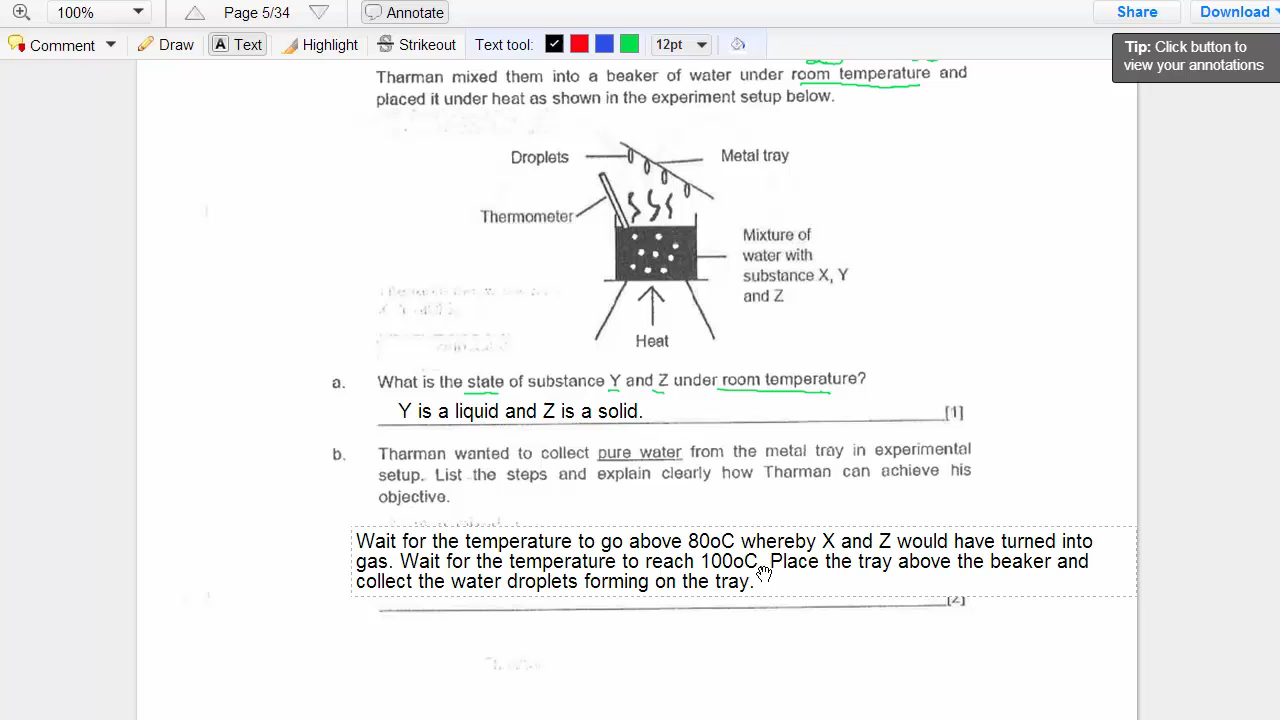 100%
Page 5/34
Annotate
Share
Download
Comment
Draw
Text
Highlight
Strikeout
Text tool:
12pt
Tip: Click button to
view your annotations
Tharman mixed them into a beaker of water under room temperature and
placed it under heat as shown in the experiment setup below.
Droplets
Metal tray
Thermometer
Mixture of
water with
substance X, Y
and Z
Heat
a. What is the state of substance Y and Z under room temperature?
Y is a liquid and Z is a solid.
[1]
b. Tharman wanted to collect pure water from the metal tray in experimental
setup. List the steps and explain clearly how Tharman can achieve his
objective.
Wait for the temperature to go above 80oC whereby X and Z would have turned into
gas. Wait for the temperature to reach 100oC. Place the tray above the beaker and
collect the water droplets forming on the tray.
[2]